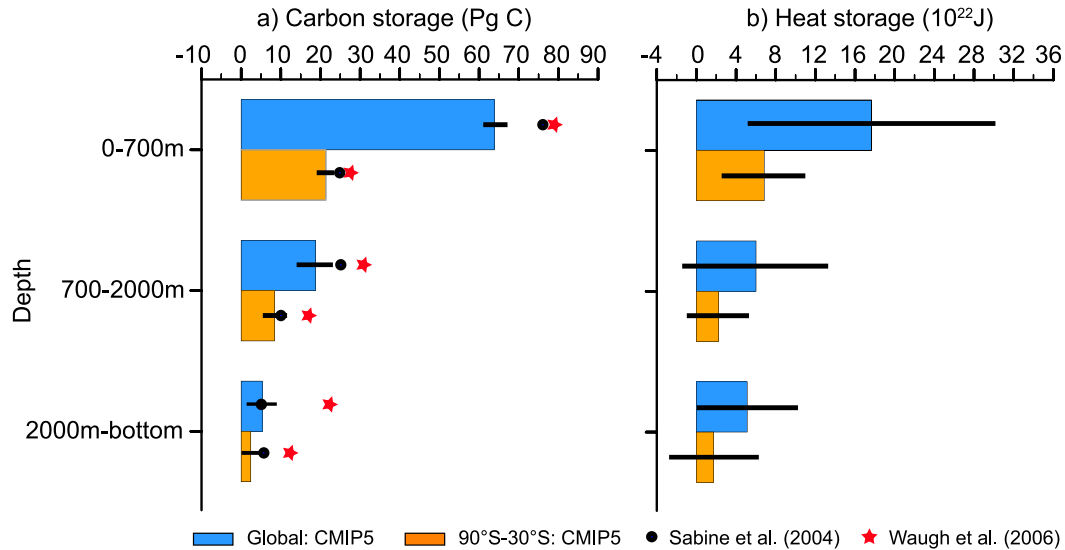 a) Carbon storage (Pg C)
-10 0 10 20 30 40 50 60 70 80 90
b) Heat storage (10²²J)
-4 0 4 8 12 16 20 24 28 32 36
Depth
0-700m
700-2000m
2000m-bottom
Global: CMIP5 90°S-30°S: CMIP5 Sabine et al. (2004) Waugh et al. (2006)